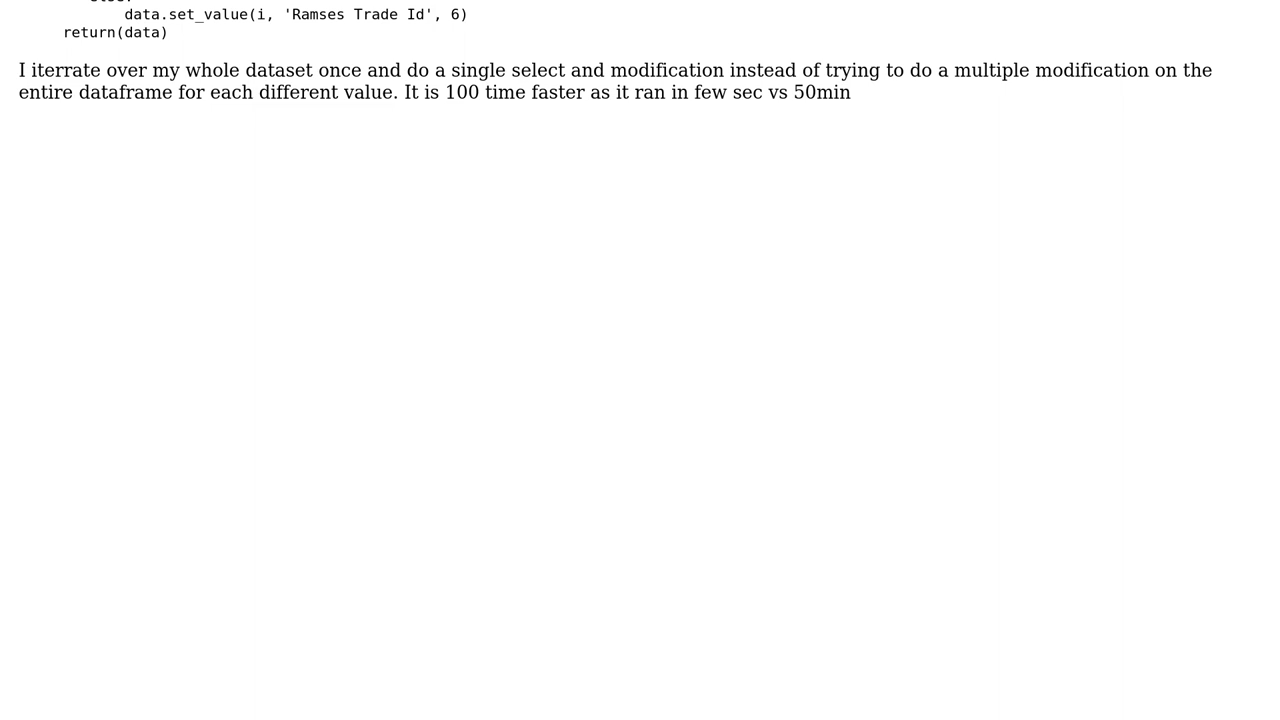 data.set_value(i, 'Ramses Trade Id', 6)
return(data)
I iterrate over my whole dataset once and do a single select and modification instead of trying to do a multiple modification on the
entire dataframe for each different value. It is 100 time faster as it ran in few sec vs 50min